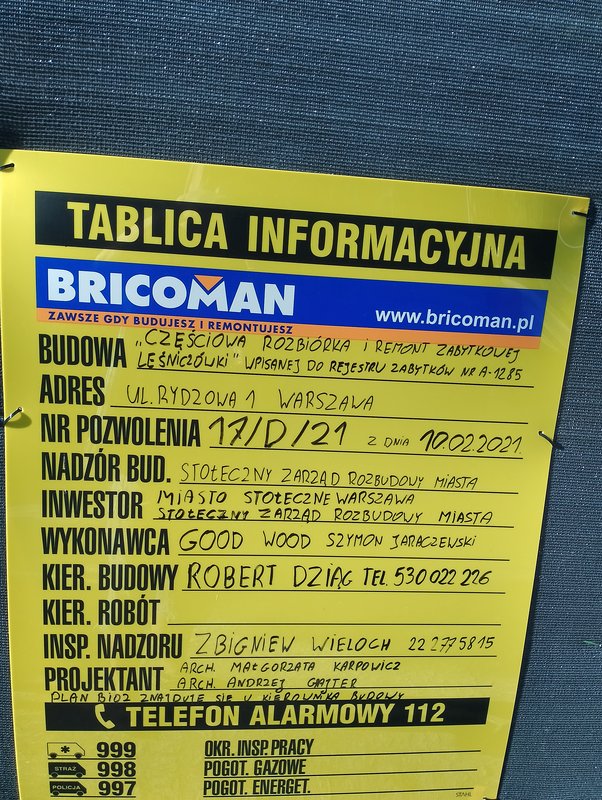 TABLICA INFORMACYJNA
BRICOMAN www.bricoman.pl
ZAWSZE GDY BUDUJESZ I REMONTUJESZ
BUDOWA „CZĘŚCIOWA ROZBIÓRKA I REMONT ZABYTKOWEJ
LEŚNICZÓWKI" WPISANEJ DO REJESTRU ZABYTKÓW NR A-1285
ADRES UL. RYDZOWA 1 WARSZAWA
NR POZWOLENIA 17/D/21 Z DNIA 10.02.2021.
NADZÓR BUD. STOŁECZNY ZARZĄD ROZBUDOWY MIASTA
INWESTOR MIASTO STOŁECZNE WARSZAWA
STOŁECZNY ZARZĄD ROZBUDOWY MIASTA
WYKONAWCA GOOD WOOD SZYMON JARACZEWSKI
KIER. BUDOWY ROBERT DZIĄG TEL. 530 022 226
KIER. ROBÓT
INSP. NADZORU ZBIGNIEW WIELOCH 22 277 58 15
PROJEKTANT ARCH. MAŁGORZATA KARPOWICZ
ARCH. ANDRZEJ
PLAN BIOZ ZNAJDUJE SIĘ U KIEROWNIKA BUDOWY
TELEFON ALARMOWY 112
999 OKR. INSP. PRACY
STRAŻ 998 POGOT. GAZOWE
POLICJA 997 POGOT. ENERGET.
STAHL